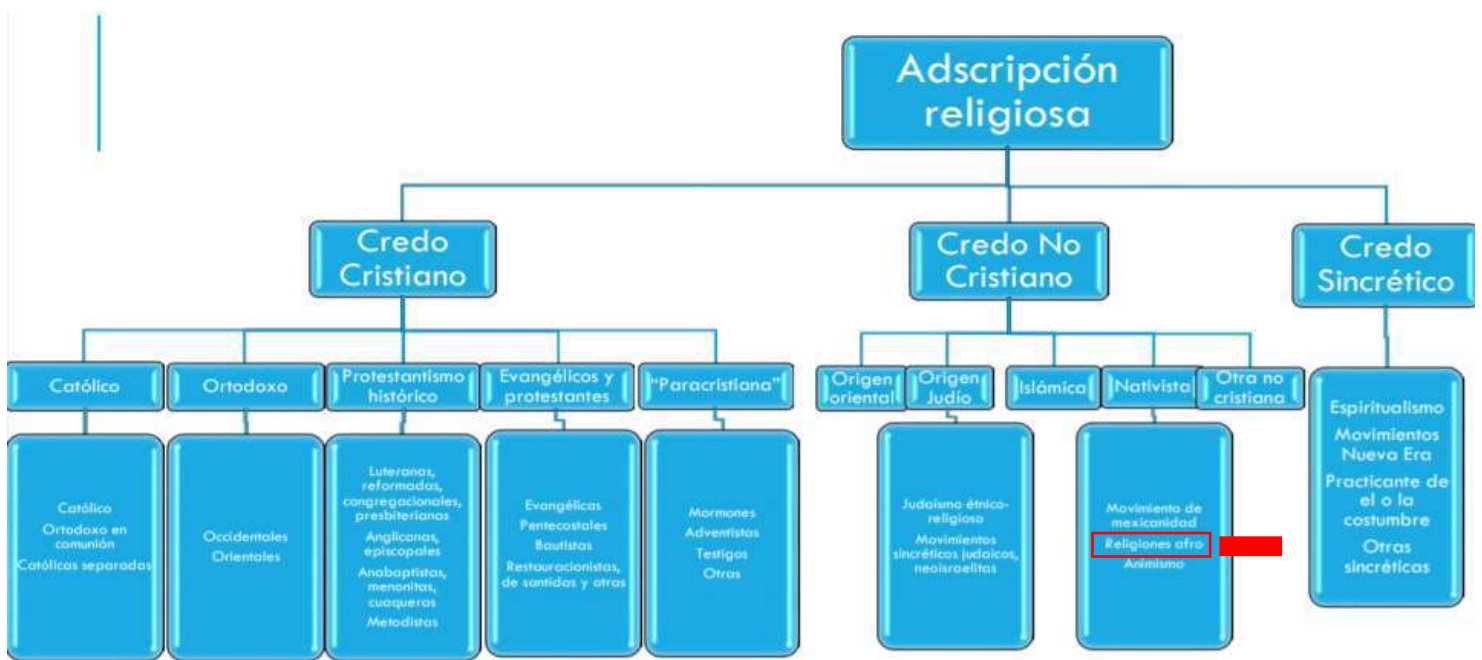 Adscripción
religiosa
Credo
Cristiano
Credo No
Cristiano
Credo
Sincrético
Católico
Ortodoxo
Protestantismo
histórico
Evangélicos y
protestantes
"Paracristiana"
Origen
oriental
Origen
Judío
Islámica
Nativista
Otra no
cristiana
Católico
Ortodoxo en
comunión
Católicas separadas
Occidentales
Orientales
Luteranas,
reformadas,
congregacionales,
presbiterianas
Anglicanas,
episcopales
Anabaptistas,
menonitas,
cuaqueras
Metodistas
Evangélicas
Pentecostales
Bautistas
Restauracionistas,
de santidas y otras
Mormones
Adventistas
Testigos
Otras
Judaísmo étnico-
religioso
Movimientos
sincréticos judaicos,
neoisraelitas
Movimiento de
mexicanidad
Religiones afro
Animismo
Espiritualismo
Movimientos
Nueva Era
Practicante de
el o la
costumbre
Otras
sincréticas